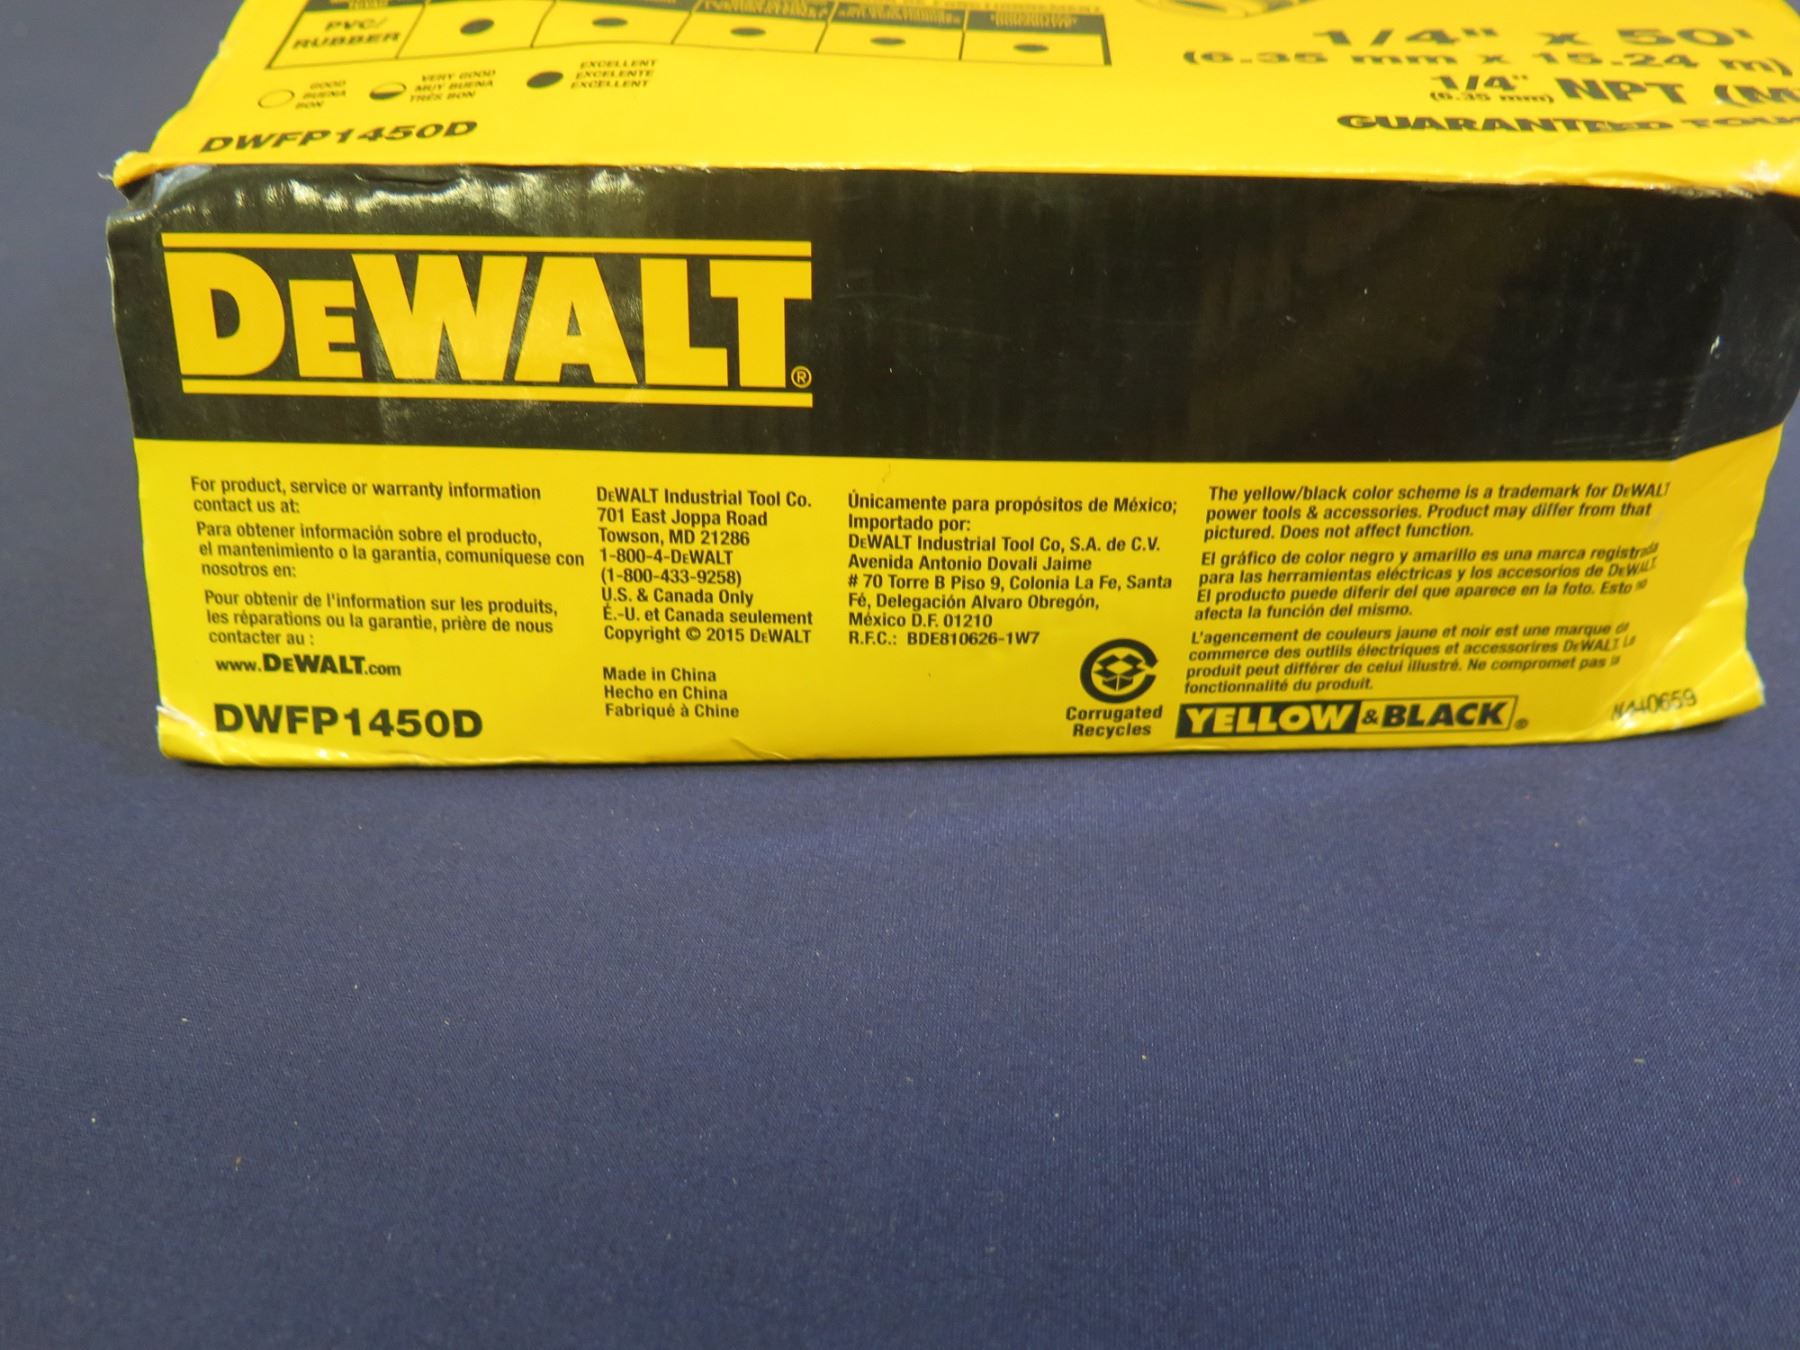 PVC/
RUBBER
GOOD
BUENA
BON
VERY GOOD
MUY BUENA
TRÈS BON
EXCELLENT
EXCELENTE
EXCELLENT
DWFP1450D
1/4" x 50'
(6.35 mm x 15.24 m)
1/4" NPT (M
(6.35 mm)
GUARANTEED TOU
DEWALT®
For product, service or warranty information
contact us at:
Para obtener información sobre el producto,
el mantenimiento o la garantía, comuníquese con
nosotros en:
Pour obtenir de l'information sur les produits,
les réparations ou la garantie, prière de nous
contacter au :
www.DEWALT.com
DWFP1450D
DEWALT Industrial Tool Co.
701 East Joppa Road
Towson, MD 21286
1-800-4-DEWALT
(1-800-433-9258)
U.S. & Canada Only
É.-U. et Canada seulement
Copyright © 2015 DEWALT
Made in China
Hecho en China
Fabriqué à Chine
Únicamente para propósitos de México;
Importado por:
DEWALT Industrial Tool Co, S.A. de C.V.
Avenida Antonio Dovali Jaime
# 70 Torre B Piso 9, Colonia La Fe, Santa
Fé, Delegación Alvaro Obregón,
México D.F. 01210
R.F.C.: BDE810626-1W7
Corrugated
Recycles
The yellow/black color scheme is a trademark for DEWALT
power tools & accessories. Product may differ from that
pictured. Does not affect function.
El gráfico de color negro y amarillo es una marca registrada
para las herramientas eléctricas y los accesorios de DEWALT.
El producto puede diferir del que aparece en la foto. Esto no
afecta la función del mismo.
L'agencement de couleurs jaune et noir est une marque de
commerce des outlils électriques et accessorires DEWALT. Le
produit peut différer de celui illustré. Ne compromet pas la
fonctionnalité du produit.
YELLOW & BLACK®
N440659